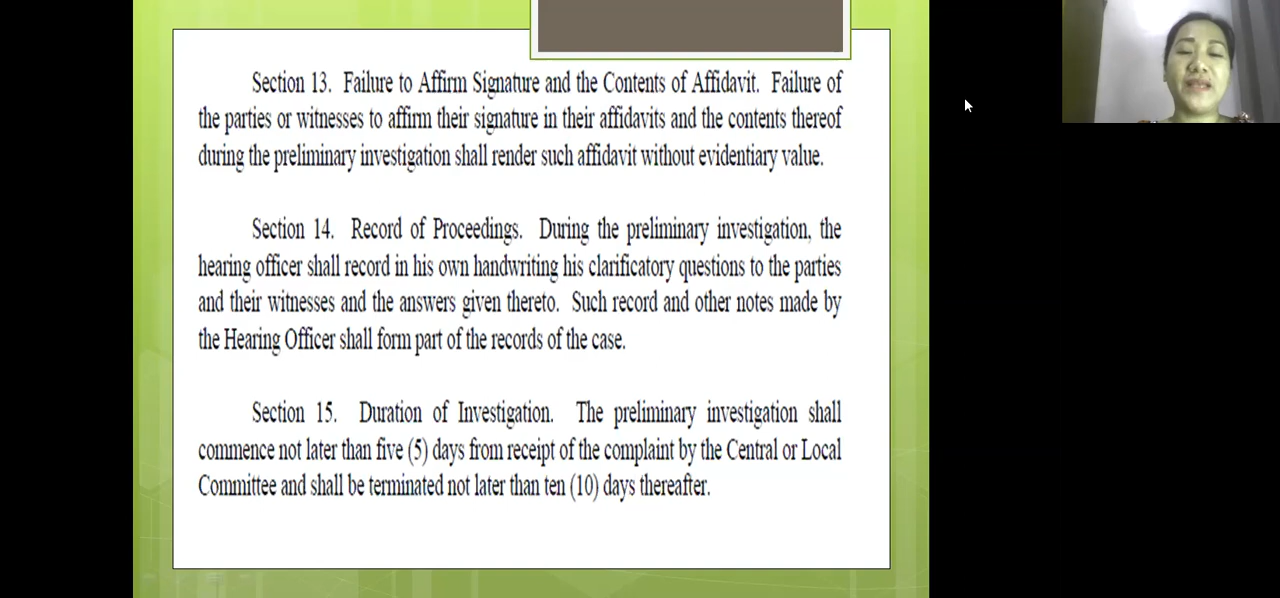 Section 13. Failure to Affirm Signature and the Contents of Affidavit. Failure of
the parties or witnesses to affirm their signature in their affidavits and the contents thereof
during the preliminary investigation shall render such affidavit without evidentiary value.
Section 14. Record of Proceedings. During the preliminary investigation, the
hearing officer shall record in his own handwriting his clarificatory questions to the parties
and their witnesses and the answers given thereto. Such record and other notes made by
the Hearing Officer shall form part of the records of the case.
Section 15. Duration of Investigation. The preliminary investigation shall
commence not later than five (5) days from receipt of the complaint by the Central or Local
Committee and shall be terminated not later than ten (10) days thereafter.